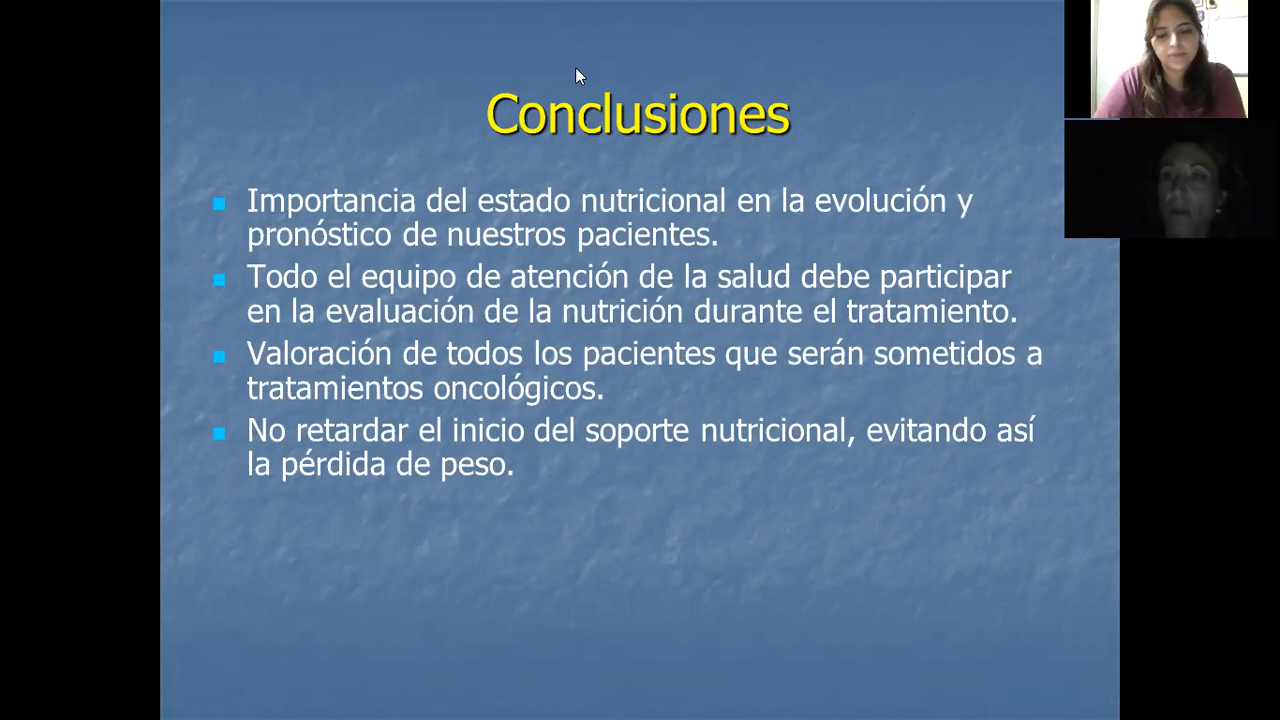 Conclusiones
Importancia del estado nutricional en la evolución y
pronóstico de nuestros pacientes.
Todo el equipo de atención de la salud debe participar
en la evaluación de la nutrición durante el tratamiento.
Valoración de todos los pacientes que serán sometidos a
tratamientos oncológicos.
No retardar el inicio del soporte nutricional, evitando así
la pérdida de peso.